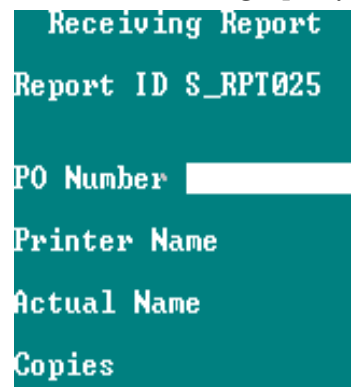 Receiving Report
Report ID S_RPT025
PO Number
Printer Name
Actual Name
Copies